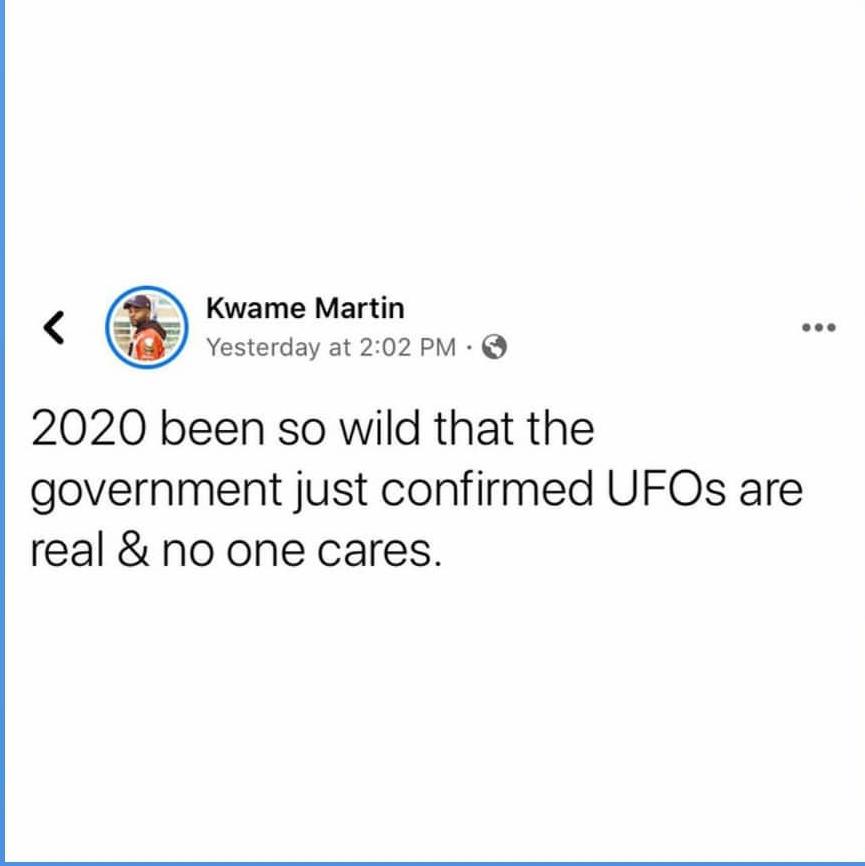 Kwame Martin
Yesterday at 2:02 PM ·
2020 been so wild that the
government just confirmed UFOs are
real & no one cares.